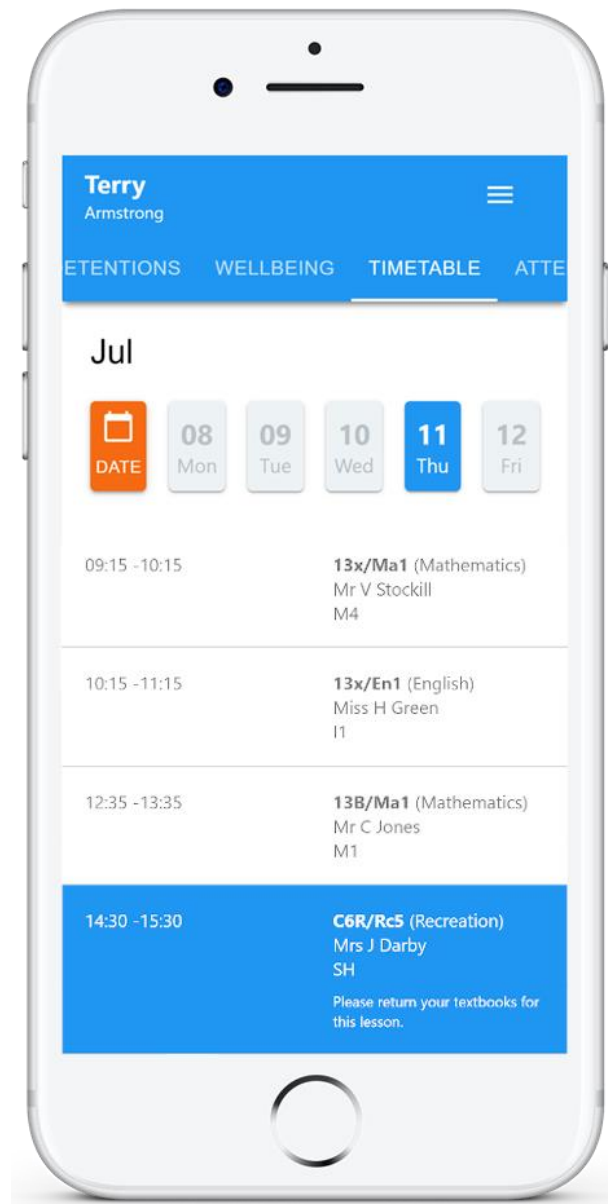 Terry
Armstrong
ETENTIONS WELLBEING TIMETABLE ATTE
Jul
DATE
08 Mon
09 Tue
10 Wed
11 Thu
12 Fri
09:15 -10:15
13x/Ma1 (Mathematics)
Mr V Stockill
M4
10:15 -11:15
13x/En1 (English)
Miss H Green
I1
12:35 -13:35
13B/Ma1 (Mathematics)
Mr C Jones
M1
14:30 -15:30
C6R/Rc5 (Recreation)
Mrs J Darby
SH
Please return your textbooks for
this lesson.